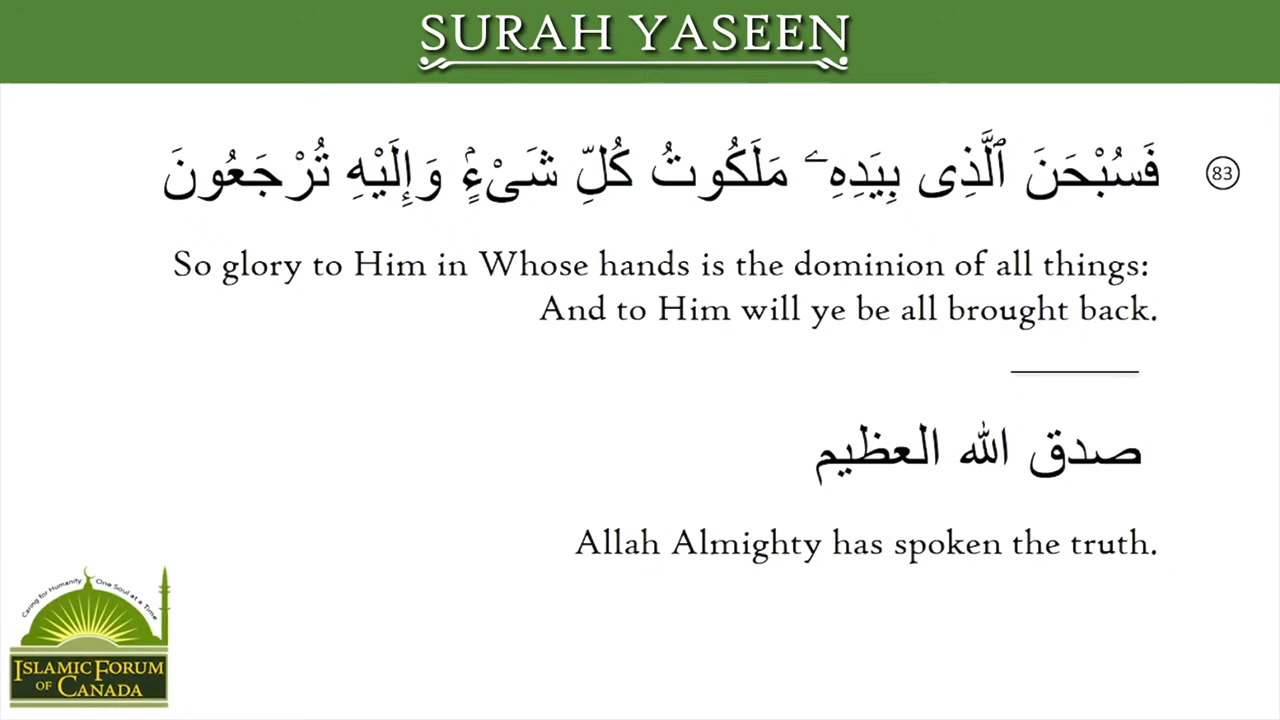 SURAH YASEEN
فَسُبْحَـٰنَ ٱلَّذِى بِيَدِهِۦ مَلَكُوتُ كُلِّ شَىْءٍۢ وَإِلَيْهِ تُرْجَعُونَ 83
So glory to Him in Whose hands is the dominion of all things:
And to Him will ye be all brought back.
صدق الله العظيم
Allah Almighty has spoken the truth.
Caring for Humanity One Soul at a Time
ISLAMIC FORUM
OF CANADA